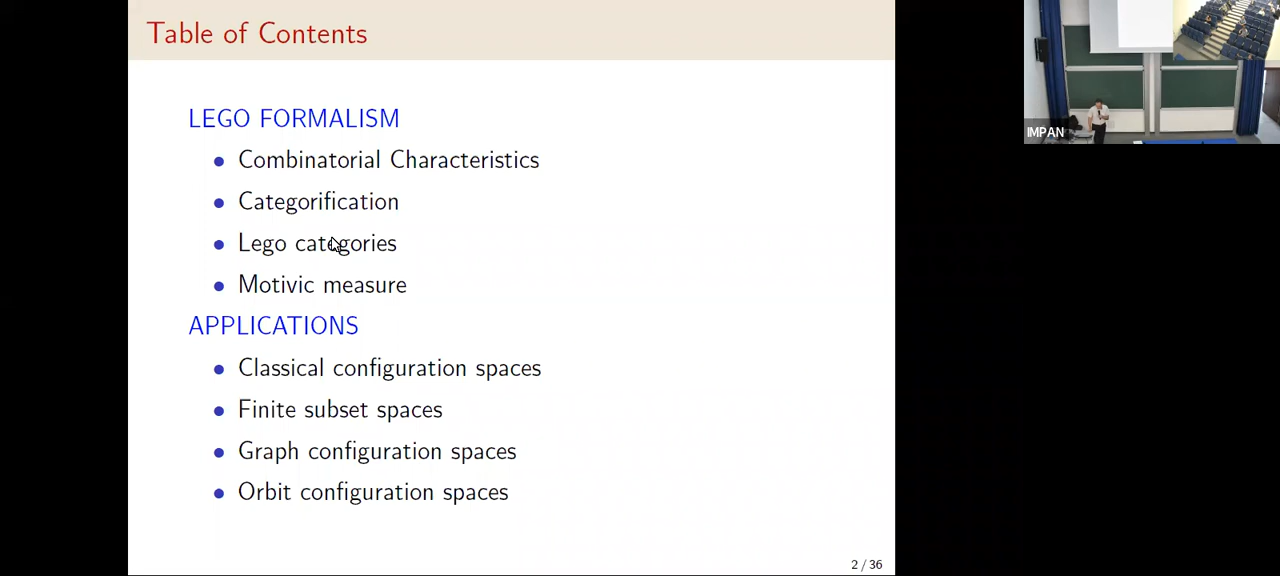 Table of Contents
LEGO FORMALISM
• Combinatorial Characteristics
• Categorification
• Lego categories
• Motivic measure
APPLICATIONS
• Classical configuration spaces
• Finite subset spaces
• Graph configuration spaces
• Orbit configuration spaces
2 / 36
IMPAN